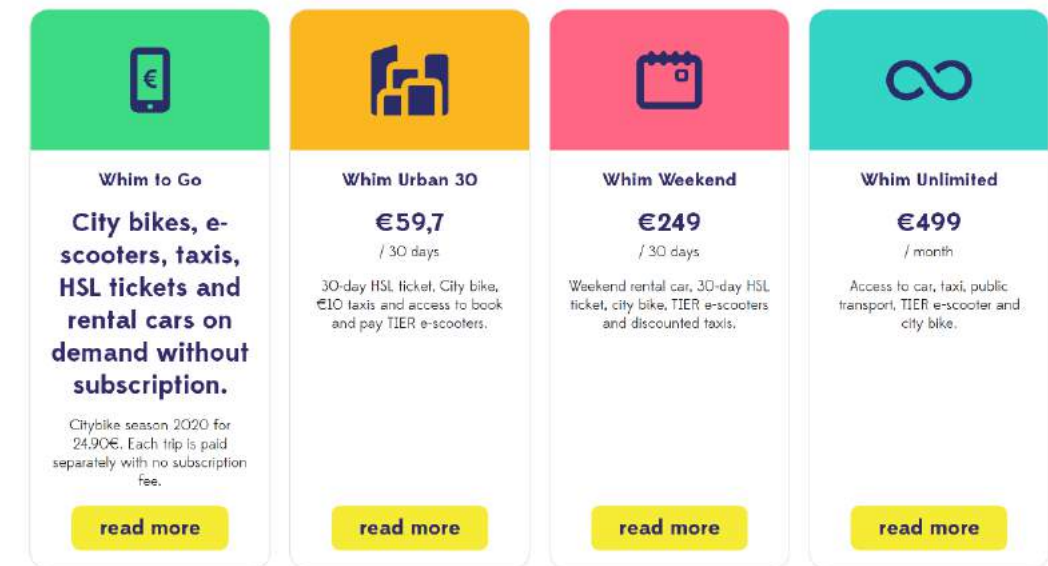 €
Whim to Go
City bikes, e-
scooters, taxis,
HSL tickets and
rental cars on
demand without
subscription.
Citybike season 2020 for
24,90€. Each trip is paid
separately with no subscription
fee.
read more
Whim Urban 30
€59,7
/ 30 days
30-day HSL ticket, City bike,
€10 taxis and access to book
and pay TIER e-scooters.
read more
Whim Weekend
€249
/ 30 days
Weekend rental car, 30-day HSL
ticket, city bike, TIER e-scooters
and discounted taxis.
read more
Whim Unlimited
€499
/ month
Access to car, taxi, public
transport, TIER e-scooter and
city bike.
read more